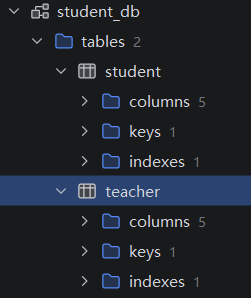 student_db
tables 2
student
columns 5
keys 1
indexes 1
teacher
columns 5
keys 1
indexes 1